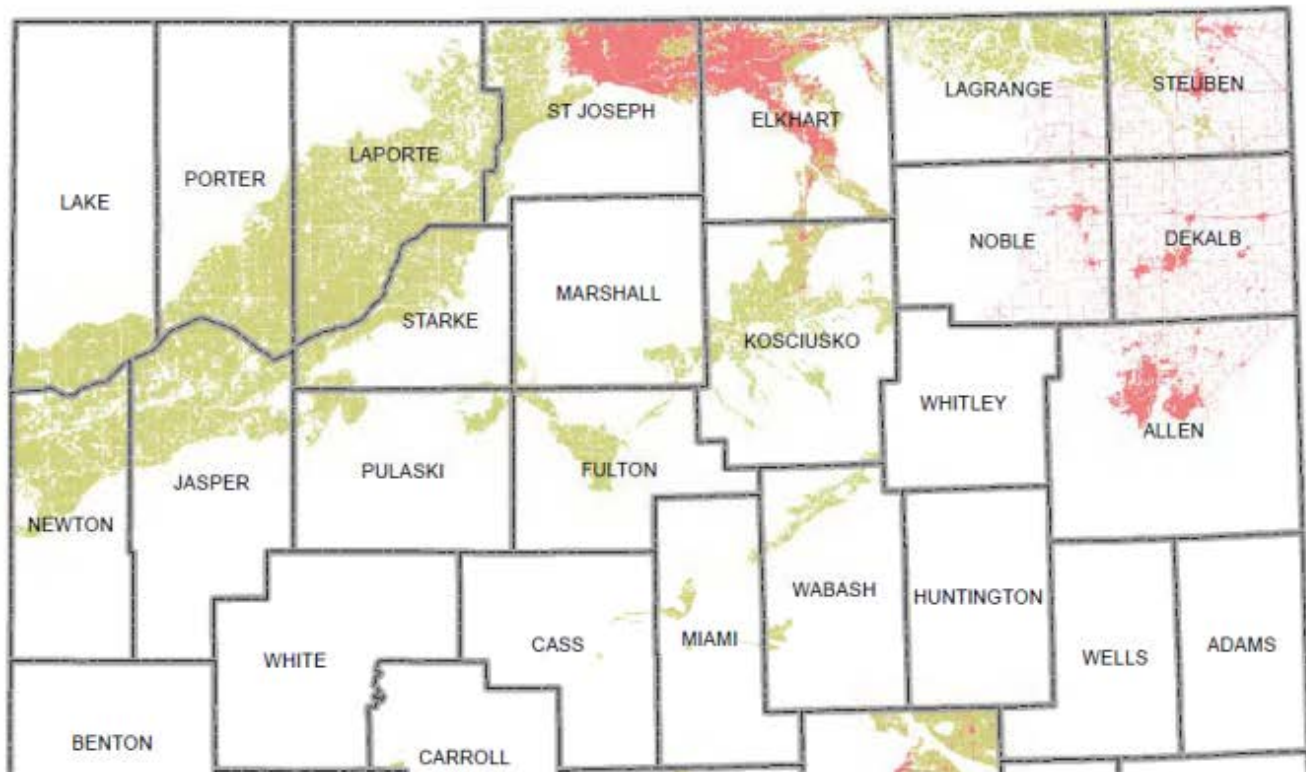 LAKE
PORTER
LAPORTE
ST JOSEPH
ELKHART
LAGRANGE
STEUBEN
NOBLE
DEKALB
STARKE
MARSHALL
KOSCIUSKO
WHITLEY
ALLEN
NEWTON
JASPER
PULASKI
FULTON
WHITE
CASS
MIAMI
WABASH
HUNTINGTON
WELLS
ADAMS
BENTON
CARROLL